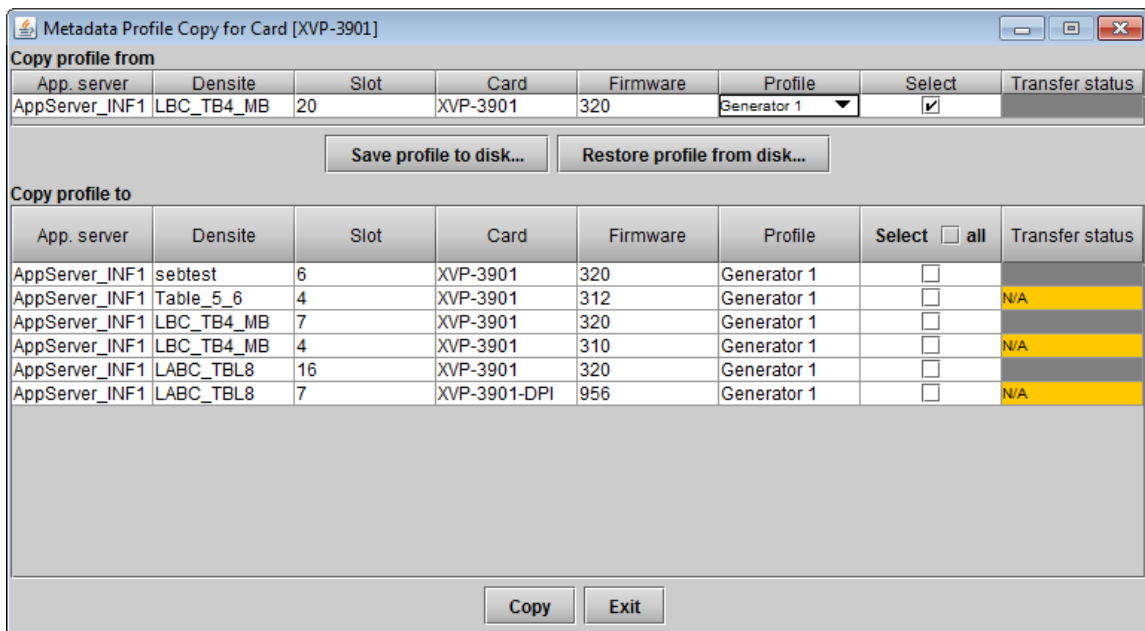 Metadata Profile Copy for Card [XVP-3901]
Copy profile from
App. server Densite Slot Card Firmware Profile Select Transfer status
AppServer_INF1 LBC_TB4_MB 20 XVP-3901 320 Generator 1
Save profile to disk... Restore profile from disk...
Copy profile to
App. server Densite Slot Card Firmware Profile Select all Transfer status
AppServer_INF1 sebtest 6 XVP-3901 320 Generator 1
AppServer_INF1 Table_5_6 4 XVP-3901 312 Generator 1 N/A
AppServer_INF1 LBC_TB4_MB 7 XVP-3901 320 Generator 1
AppServer_INF1 LBC_TB4_MB 4 XVP-3901 310 Generator 1 N/A
AppServer_INF1 LABC_TBL8 16 XVP-3901 320 Generator 1
AppServer_INF1 LABC_TBL8 7 XVP-3901-DPI 956 Generator 1 N/A
Copy Exit